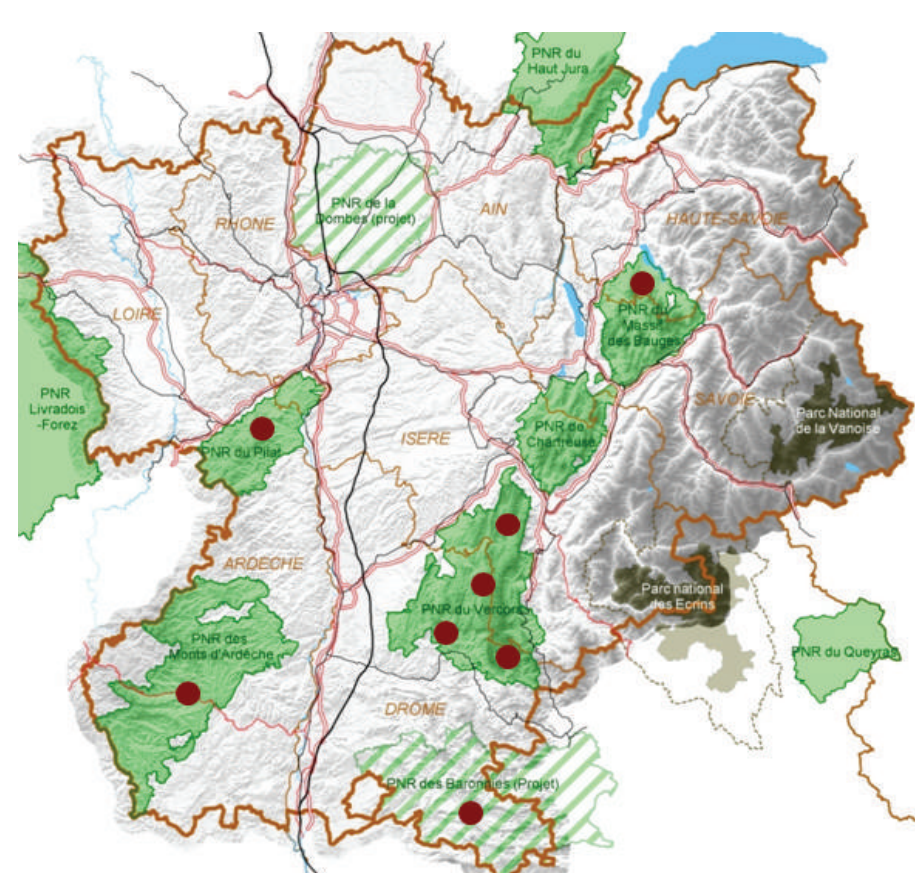 PNR du
Haut Jura
PNR de la
Dombes (projet)
RHONE
AIN
HAUTE-SAVOIE
LOIRE
PNR du
Massif
des Bauges
PNR
Livradois
-Forez
SAVOIE
Parc National
de la Vanoise
PNR de
Chartreuse
ISERE
PNR du Pilat
ARDECHE
Parc national
des Ecrins
PNR du Vercors
PNR des
Monts d'Ardèche
PNR du Queyras
DROME
PNR des Baronnies (Projet)